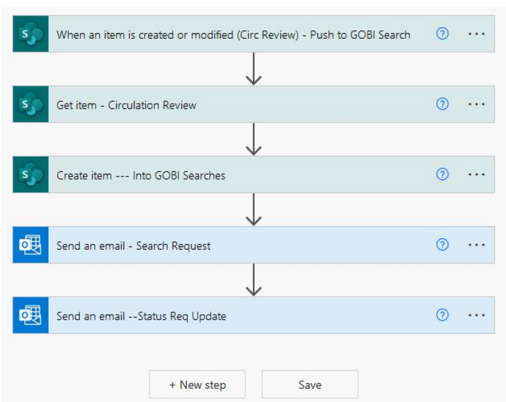 When an item is created or modified (Circ Review) - Push to GOBI Search
Get item - Circulation Review
Create item --- Into GOBI Searches
Send an email - Search Request
Send an email --Status Req Update
+ New step Save